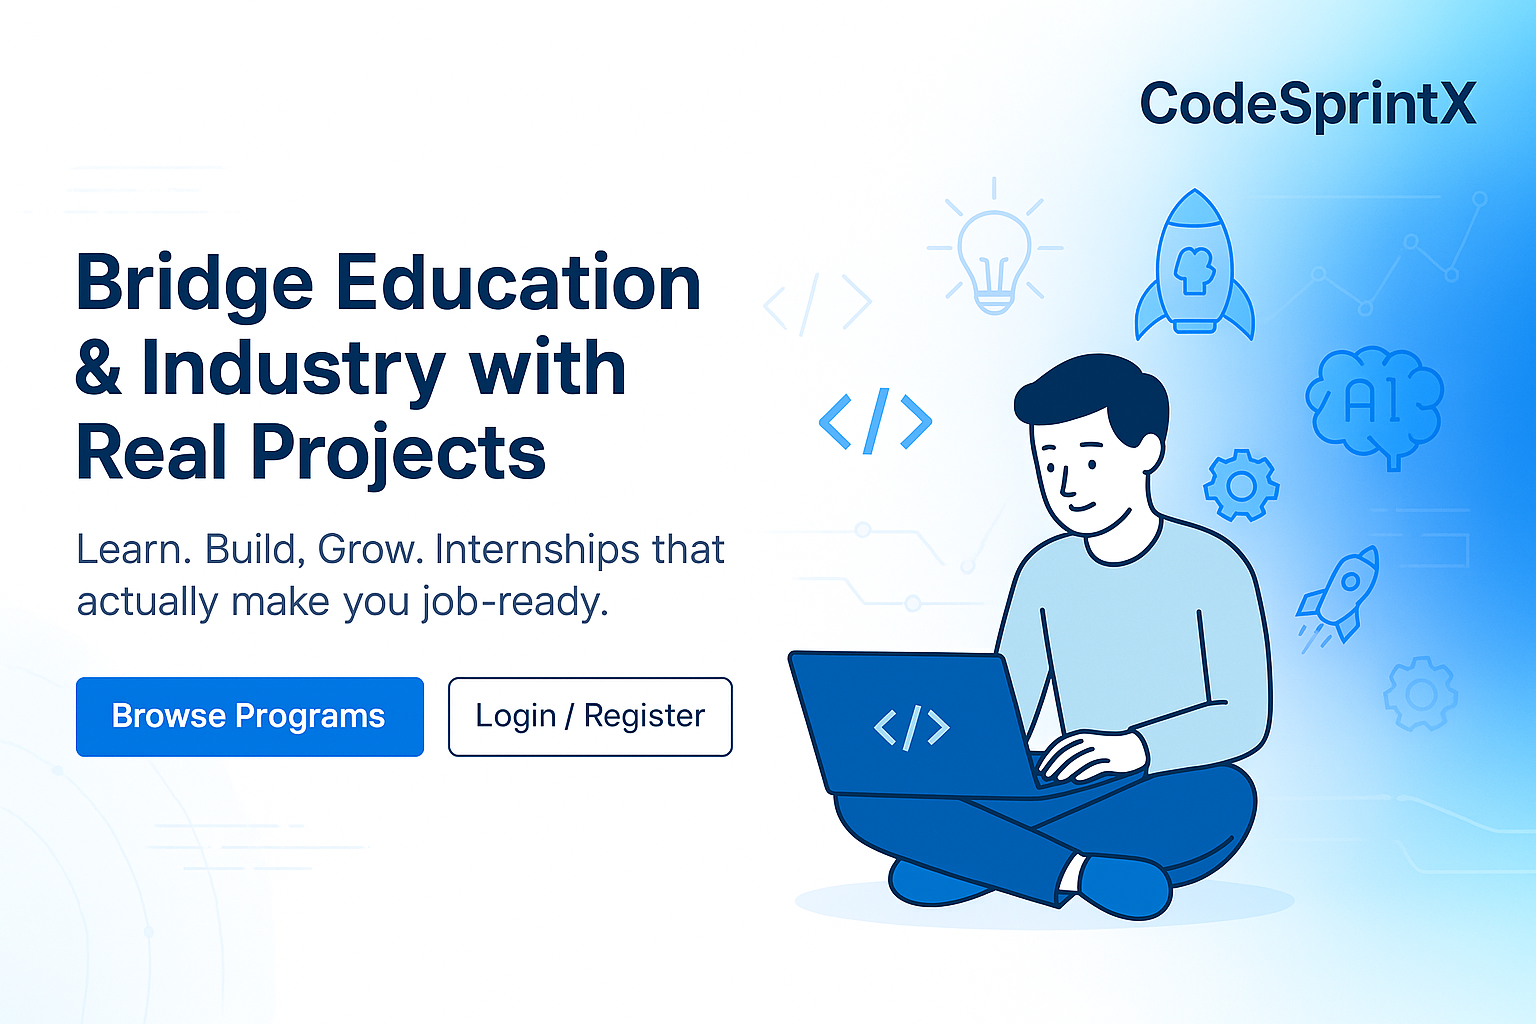 CodeSprintX
Bridge Education
& Industry with
Real Projects
Learn. Build, Grow. Internships that
actually make you job-ready.
Browse Programs
Login / Register
</>
</>
AI
</>